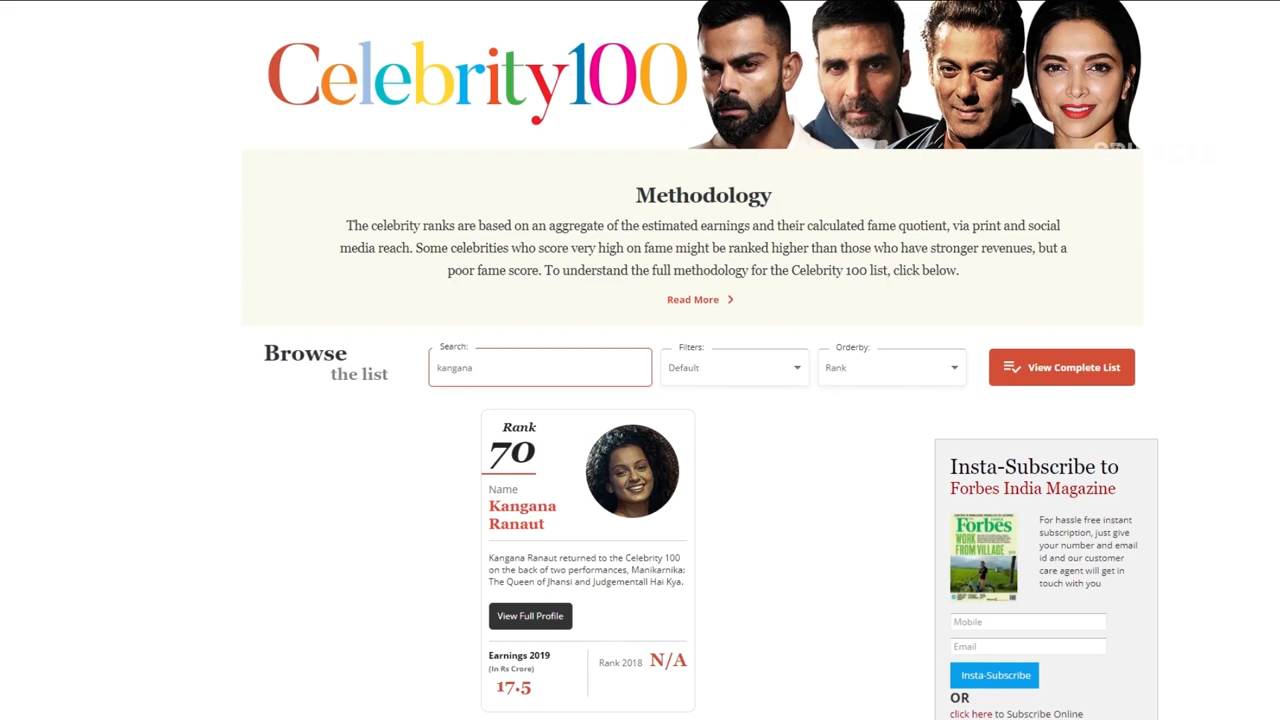 Celebrity100
Methodology
The celebrity ranks are based on an aggregate of the estimated earnings and their calculated fame quotient, via print and social
media reach. Some celebrities who score very high on fame might be ranked higher than those who have stronger revenues, but a
poor fame score. To understand the full methodology for the Celebrity 100 list, click below.
Read More
Browse
the list
Search:
kangana
Filters:
Default
Orderby:
Rank
View Complete List
Rank
70
Name
Kangana
Ranaut
Kangana Ranaut returned to the Celebrity 100
on the back of two performances, Manikarnika:
The Queen of Jhansi and Judgementall Hai Kya.
View Full Profile
Earnings 2019
(In Rs Crore)
17.5
Rank 2018 N/A
Insta-Subscribe to
Forbes India Magazine
Forbes
WORK
FROM VILLAGE
For hassle free instant
subscription, just give
your number and email
id and our customer
care agent will get in
touch with you
Mobile
Email
Insta-Subscribe
OR
click here to Subscribe Online